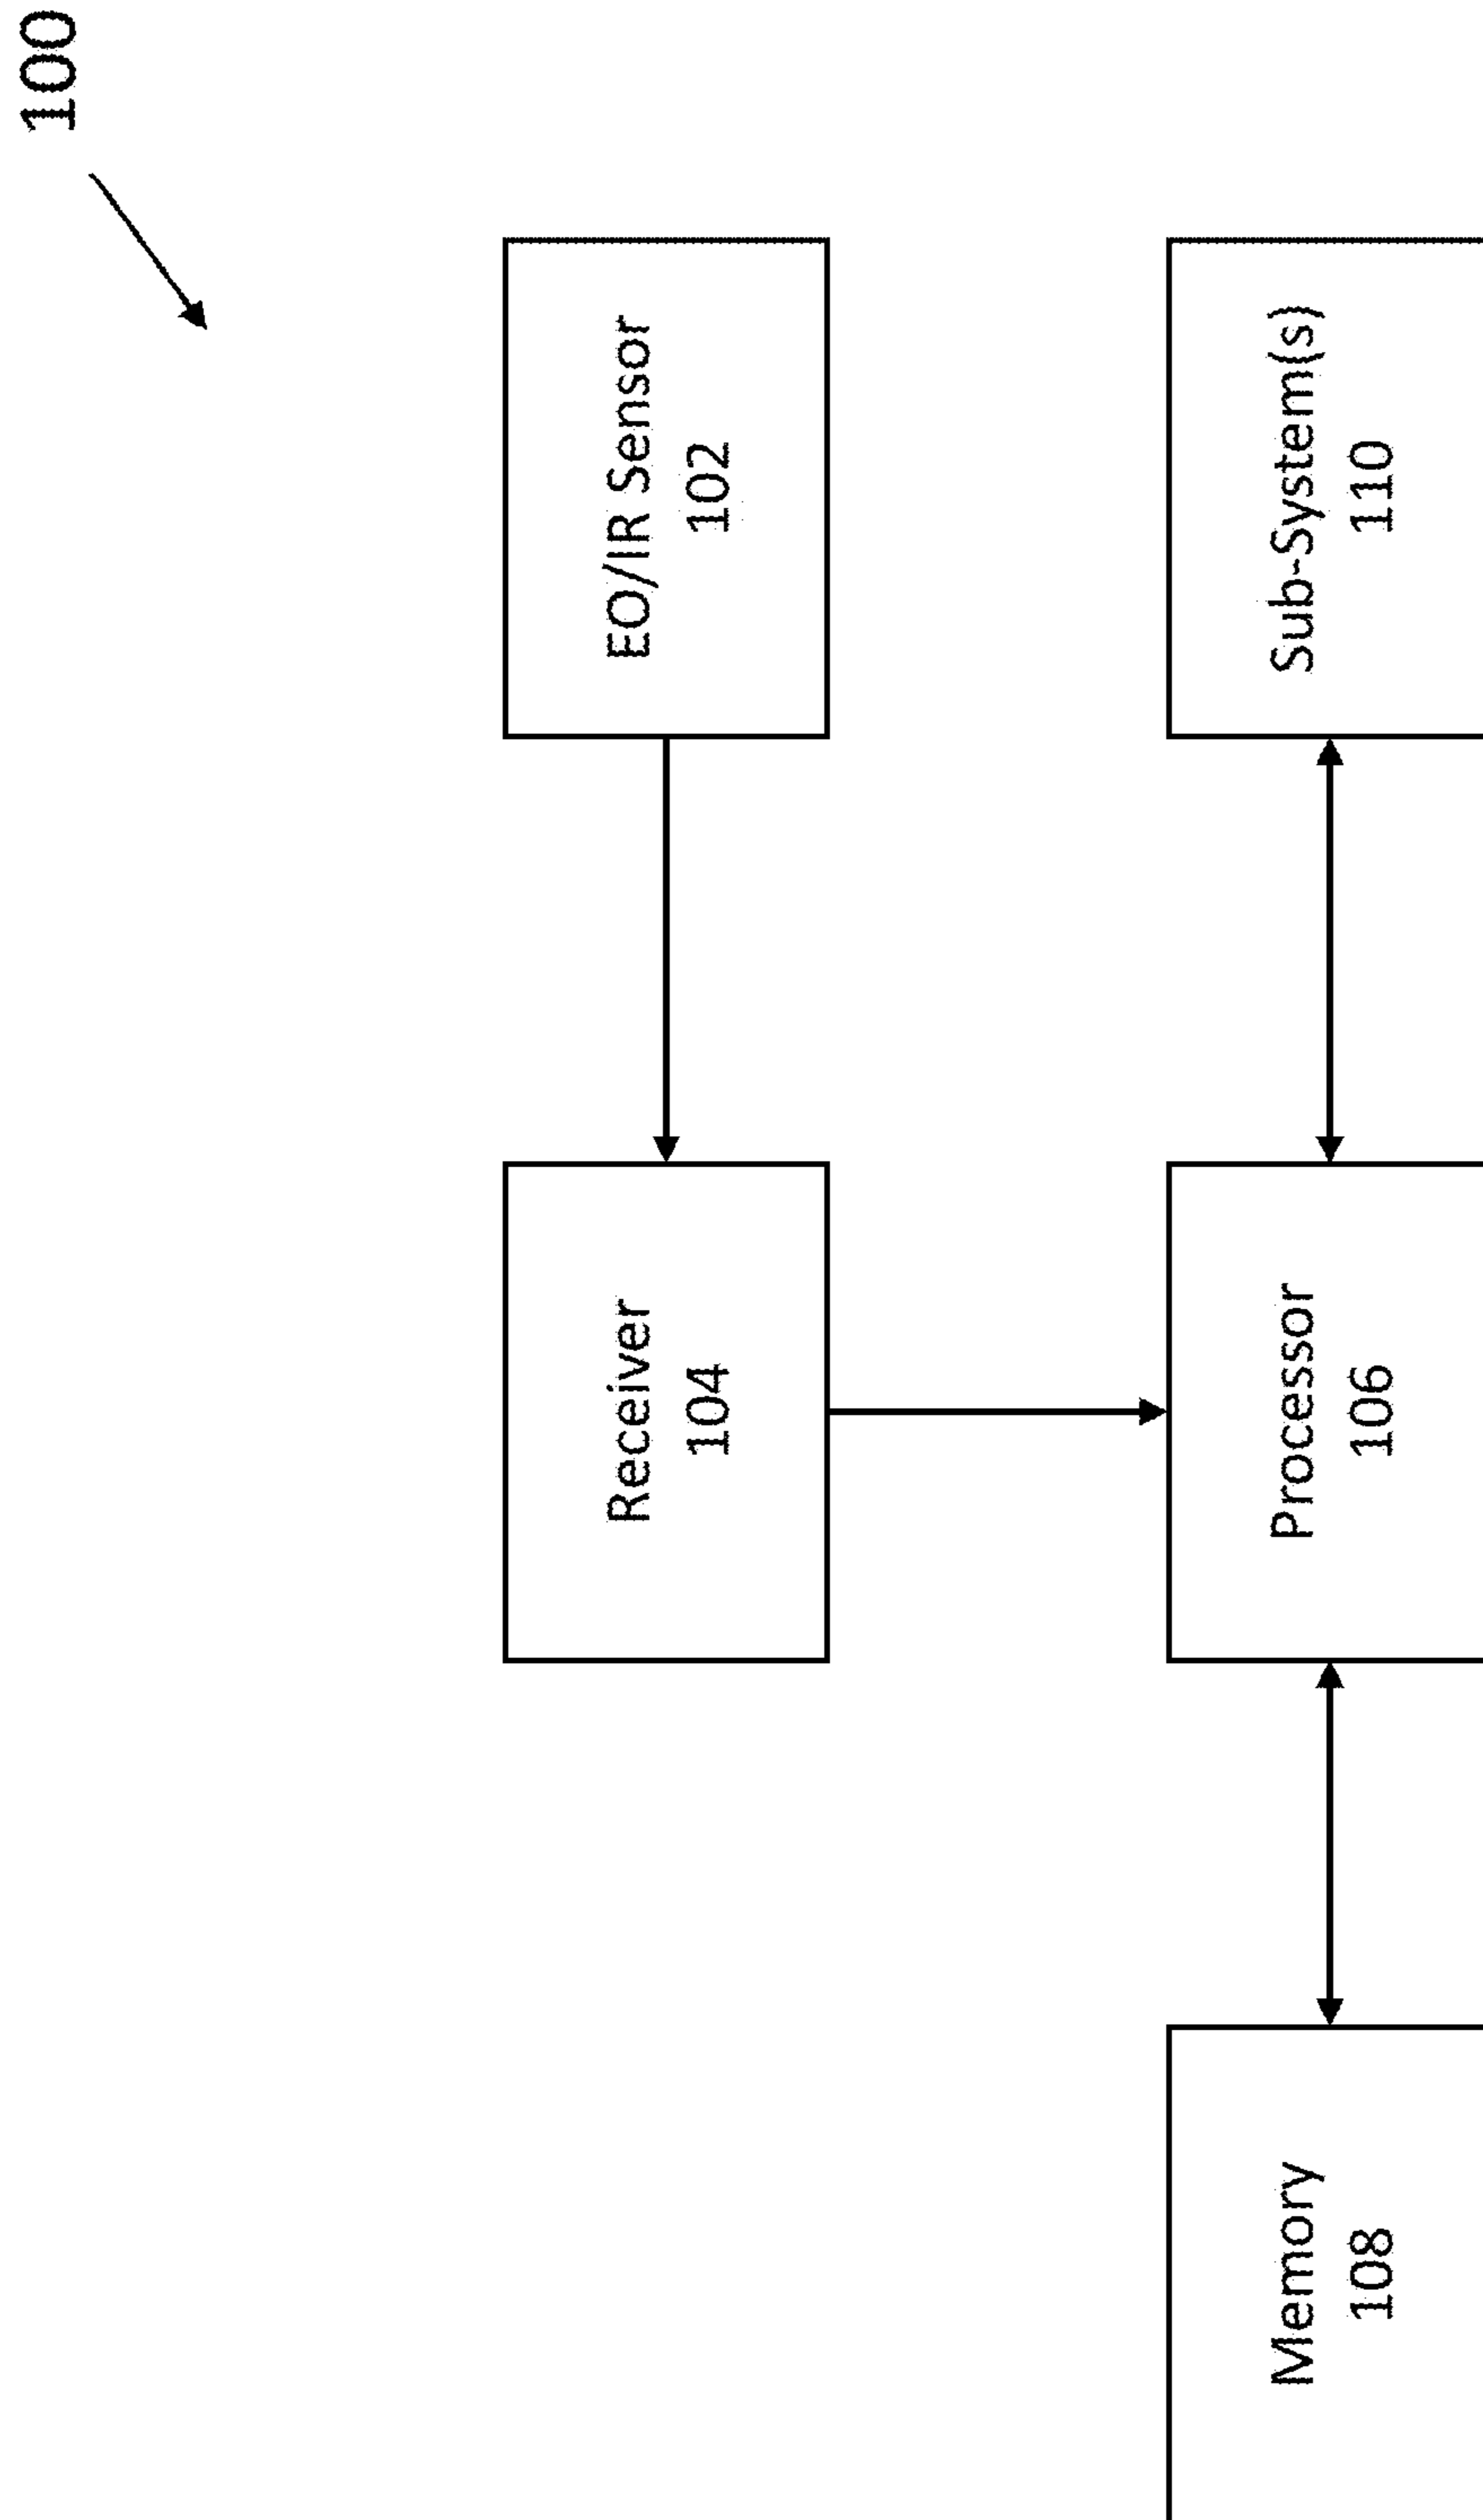 100
EO/IR Sensor
102
Receiver
104
Sub-System(s)
110
Processor
106
Memory
108